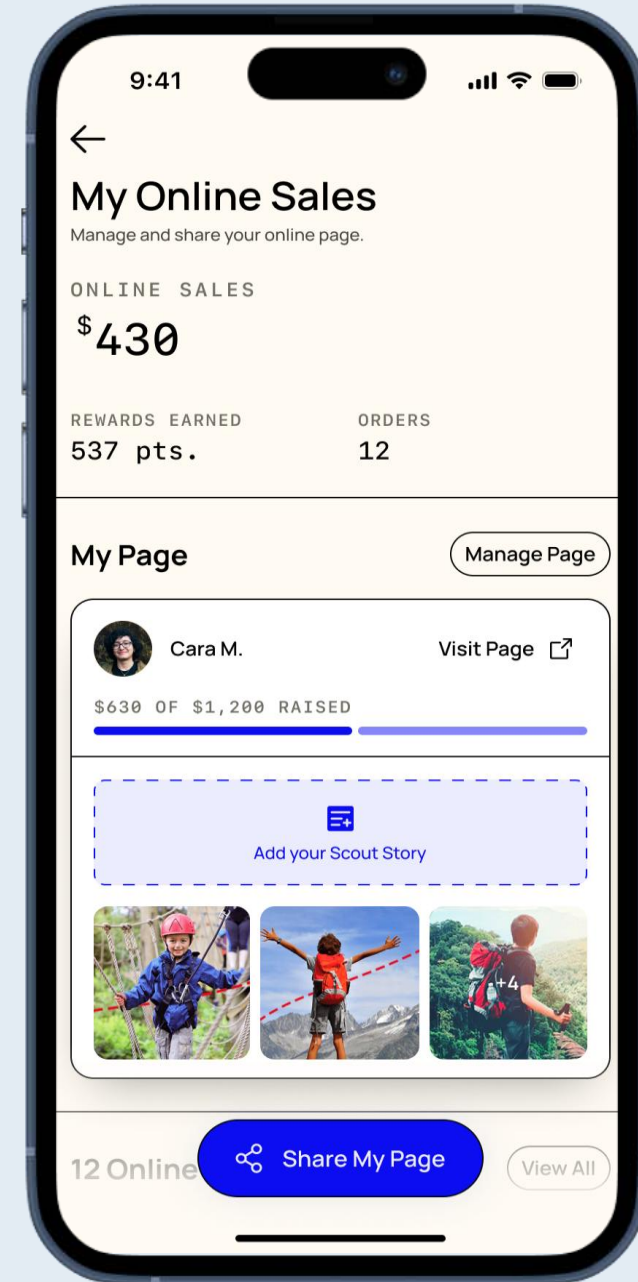 9:41
My Online Sales
Manage and share your online page.
ONLINE SALES
$430
REWARDS EARNED
537 pts.
ORDERS
12
My Page
Manage Page
Cara M.
Visit Page
$630 OF $1,200 RAISED
Add your Scout Story
+4
12 Online
Share My Page
View All